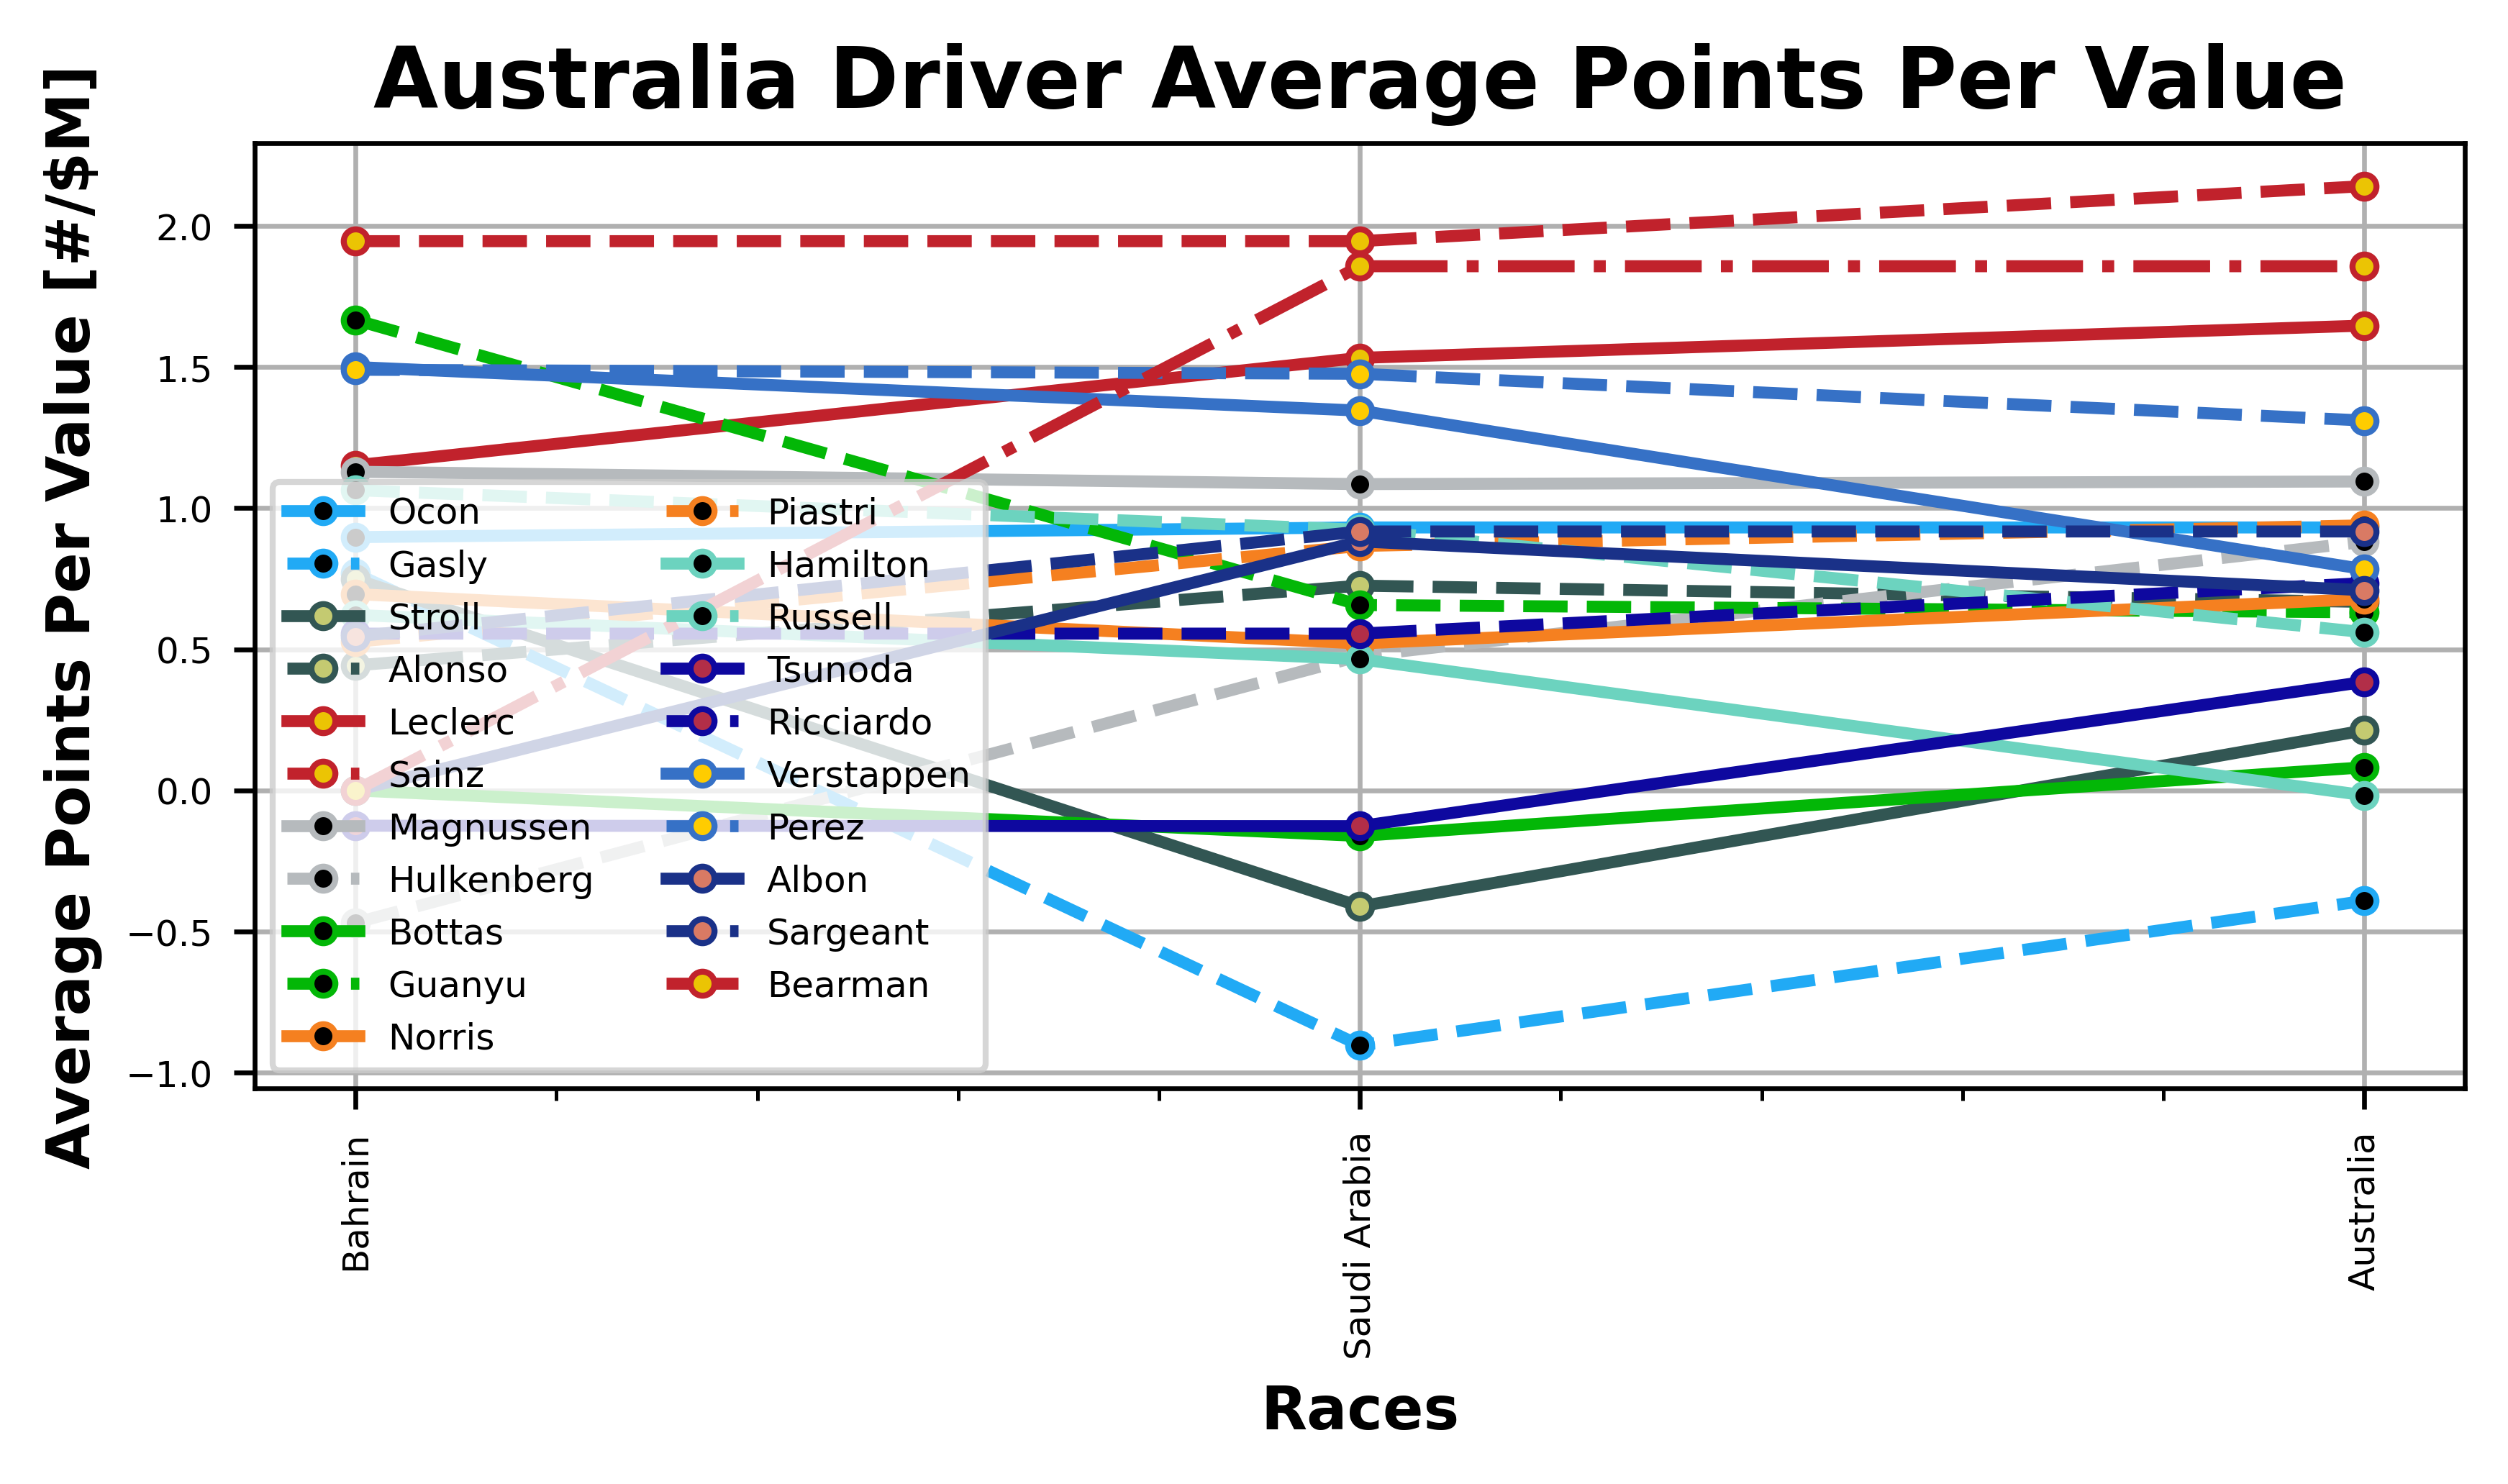 Australia Driver Average Points Per Value
Average Points Per Value [#/$M]
2.0
1.5
1.0
0.5
0.0
−0.5
−1.0
Ocon
Gasly
Stroll
Alonso
Leclerc
Sainz
Magnussen
Hulkenberg
Bottas
Guanyu
Norris
Piastri
Hamilton
Russell
Tsunoda
Ricciardo
Verstappen
Perez
Albon
Sargeant
Bearman
Bahrain
Saudi Arabia
Australia
Races